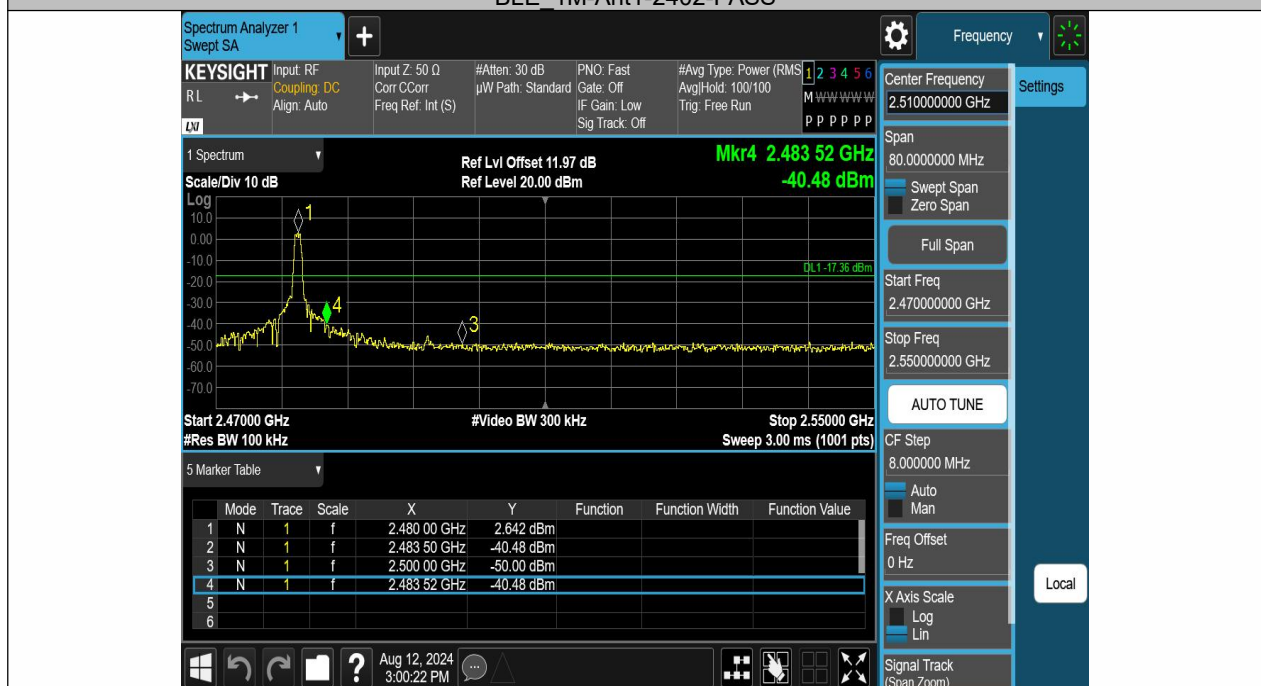 BLE_1M-Ant1-2402-PASS
Spectrum Analyzer 1
Swept SA
+
Frequency
KEYSIGHT
RL
LXI
Input: RF
Coupling: DC
Align: Auto
Input Z: 50 Ω
Corr CCorr
Freq Ref: Int (S)
#Atten: 30 dB
µW Path: Standard
PNO: Fast
Gate: Off
IF Gain: Low
Sig Track: Off
#Avg Type: Power (RMS
Avg|Hold: 100/100
Trig: Free Run
1 2 3 4 5 6
M W W W W W
P P P P P P
1 Spectrum
Scale/Div 10 dB
Ref Lvl Offset 11.97 dB
Ref Level 20.00 dBm
Mkr4 2.483 52 GHz
-40.48 dBm
Log
10.0
0.00
-10.0
-20.0
-30.0
-40.0
-50.0
-60.0
-70.0
1
4
3
DL1 -17.36 dBm
Start 2.47000 GHz
#Video BW 300 kHz
Stop 2.55000 GHz
#Res BW 100 kHz
Sweep 3.00 ms (1001 pts)
5 Marker Table
Mode Trace Scale X Y Function Function Width Function Value
1 N 1 f 2.480 00 GHz 2.642 dBm
2 N 1 f 2.483 50 GHz -40.48 dBm
3 N 1 f 2.500 00 GHz -50.00 dBm
4 N 1 f 2.483 52 GHz -40.48 dBm
5
6
?
Aug 12, 2024
3:00:22 PM
Center Frequency
2.510000000 GHz
Settings
Span
80.0000000 MHz
Swept Span
Zero Span
Full Span
Start Freq
2.470000000 GHz
Stop Freq
2.550000000 GHz
AUTO TUNE
CF Step
8.000000 MHz
Auto
Man
Freq Offset
0 Hz
X Axis Scale
Log
Lin
Local
Signal Track
(Span Zoom)